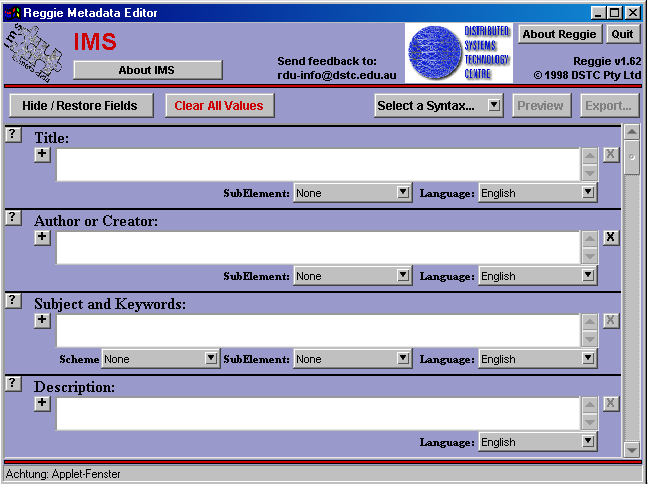 Reggie Metadata Editor
IMS
About IMS
Send feedback to:
rdu-info@dstc.edu.au
DISTRIBUTED
SYSTEMS
TECHNOLOGY
CENTRE
About Reggie
Quit
Reggie v1.62
© 1998 DSTC Pty Ltd
Hide / Restore Fields
Clear All Values
Select a Syntax...
Preview
Export...
? Title:
+ X
SubElement: None Language: English
? Author or Creator:
+ X
SubElement: None Language: English
? Subject and Keywords:
+ X
Scheme None SubElement: None Language: English
? Description:
+ X
Language: English
Achtung: Applet-Fenster